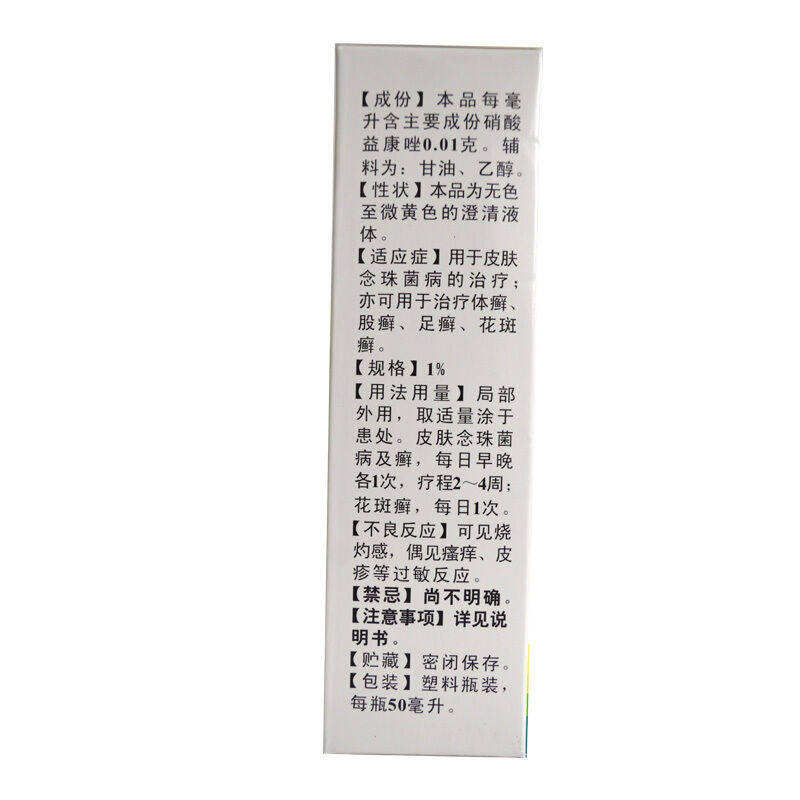 【成份】本品每毫
升含主要成份硝酸
益康唑0.01克。辅
料为：甘油、乙醇。
【性状】本品为无色
至微黄色的澄清液
体。
【适应症】用于皮肤
念珠菌病的治疗；
亦可用于治疗体癣、
股癣、足癣、花斑
癣。
【规格】1%
【用法用量】局部
外用，取适量涂于
患处。皮肤念珠菌
病及癣，每日早晚
各1次，疗程2～4周；
花斑癣，每日1次。
【不良反应】可见烧
灼感，偶见瘙痒、皮
疹等过敏反应。
【禁忌】尚不明确。
【注意事项】详见说
明书。
【贮藏】密闭保存。
【包装】塑料瓶装，
每瓶50毫升。